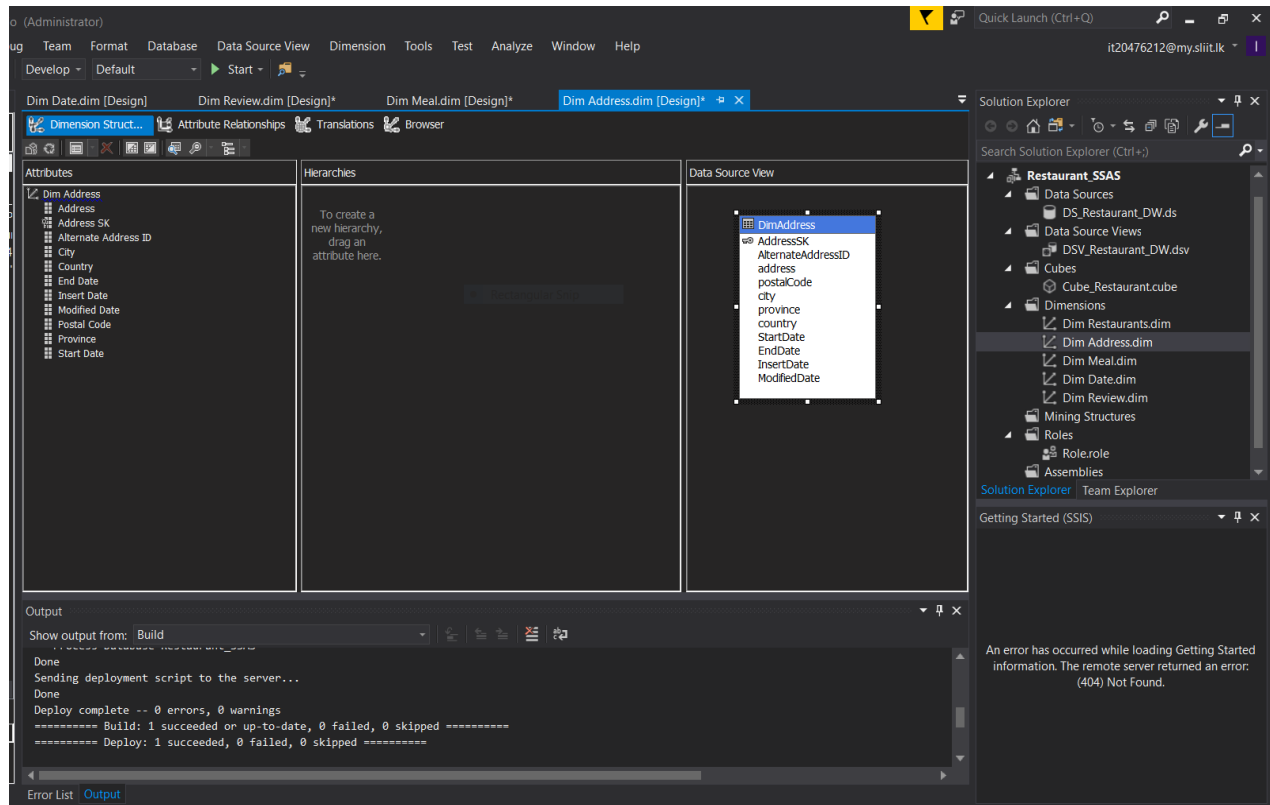 o (Administrator)
Quick Launch (Ctrl+Q)
ug Team Format Database Data Source View Dimension Tools Test Analyze Window Help
it20476212@my.sliit.lk
I
Develop Default Start
Dim Date.dim [Design] Dim Review.dim [Design]* Dim Meal.dim [Design]* Dim Address.dim [Design]*
Dimension Struct... Attribute Relationships Translations Browser
Attributes
Dim Address
Address
Address SK
Alternate Address ID
City
Country
End Date
Insert Date
Modified Date
Postal Code
Province
Start Date
Hierarchies
To create a
new hierarchy,
drag an
attribute here.
Data Source View
DimAddress
AddressSK
AlternateAddressID
address
postalCode
city
province
country
StartDate
EndDate
InsertDate
ModifiedDate
Solution Explorer
Search Solution Explorer (Ctrl+;)
Restaurant_SSAS
Data Sources
DS_Restaurant_DW.ds
Data Source Views
DSV_Restaurant_DW.dsv
Cubes
Cube_Restaurant.cube
Dimensions
Dim Restaurants.dim
Dim Address.dim
Dim Meal.dim
Dim Date.dim
Dim Review.dim
Mining Structures
Roles
Role.role
Assemblies
Solution Explorer Team Explorer
Getting Started (SSIS)
An error has occurred while loading Getting Started
information. The remote server returned an error:
(404) Not Found.
Output
Show output from: Build
Process Database Restaurant_SSAS
Done
Sending deployment script to the server...
Done
Deploy complete -- 0 errors, 0 warnings
========== Build: 1 succeeded or up-to-date, 0 failed, 0 skipped ==========
========== Deploy: 1 succeeded, 0 failed, 0 skipped ==========
Error List Output